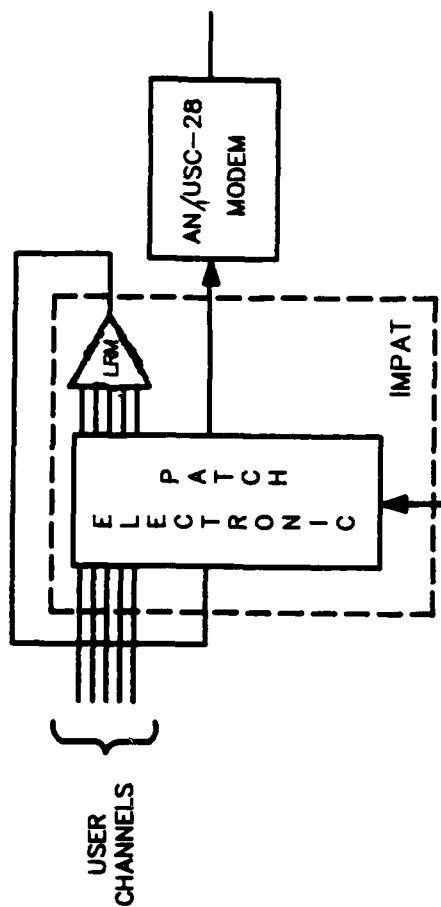 USER
CHANNELS
ELECTRONIC
PATCH
LRM
IMPAT
AN/USC-28
MODEM